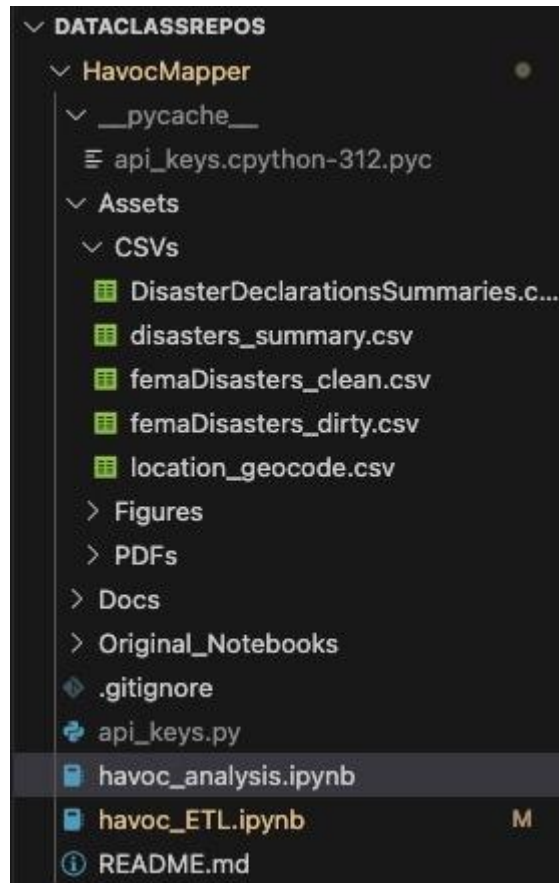 DATACLASSREPOS
HavocMapper
__pycache__
api_keys.cpython-312.pyc
Assets
CSVs
DisasterDeclarationsSummaries.c...
disasters_summary.csv
femaDisasters_clean.csv
femaDisasters_dirty.csv
location_geocode.csv
Figures
PDFs
Docs
Original_Notebooks
.gitignore
api_keys.py
havoc_analysis.ipynb
havoc_ETL.ipynb M
README.md